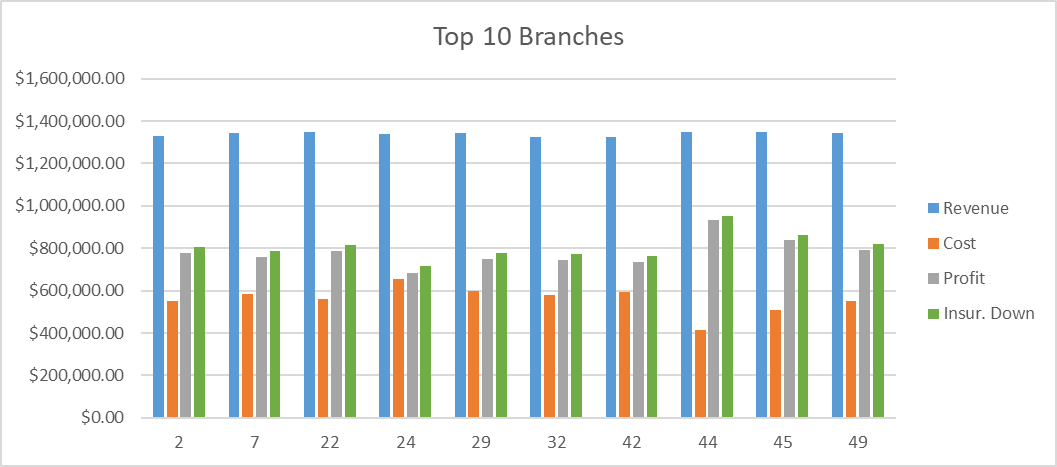 Top 10 Branches
$1,600,000.00
$1,400,000.00
$1,200,000.00
$1,000,000.00
$800,000.00
$600,000.00
$400,000.00
$200,000.00
$0.00
2 7 22 24 29 32 42 44 45 49
Revenue
Cost
Profit
Insur. Down